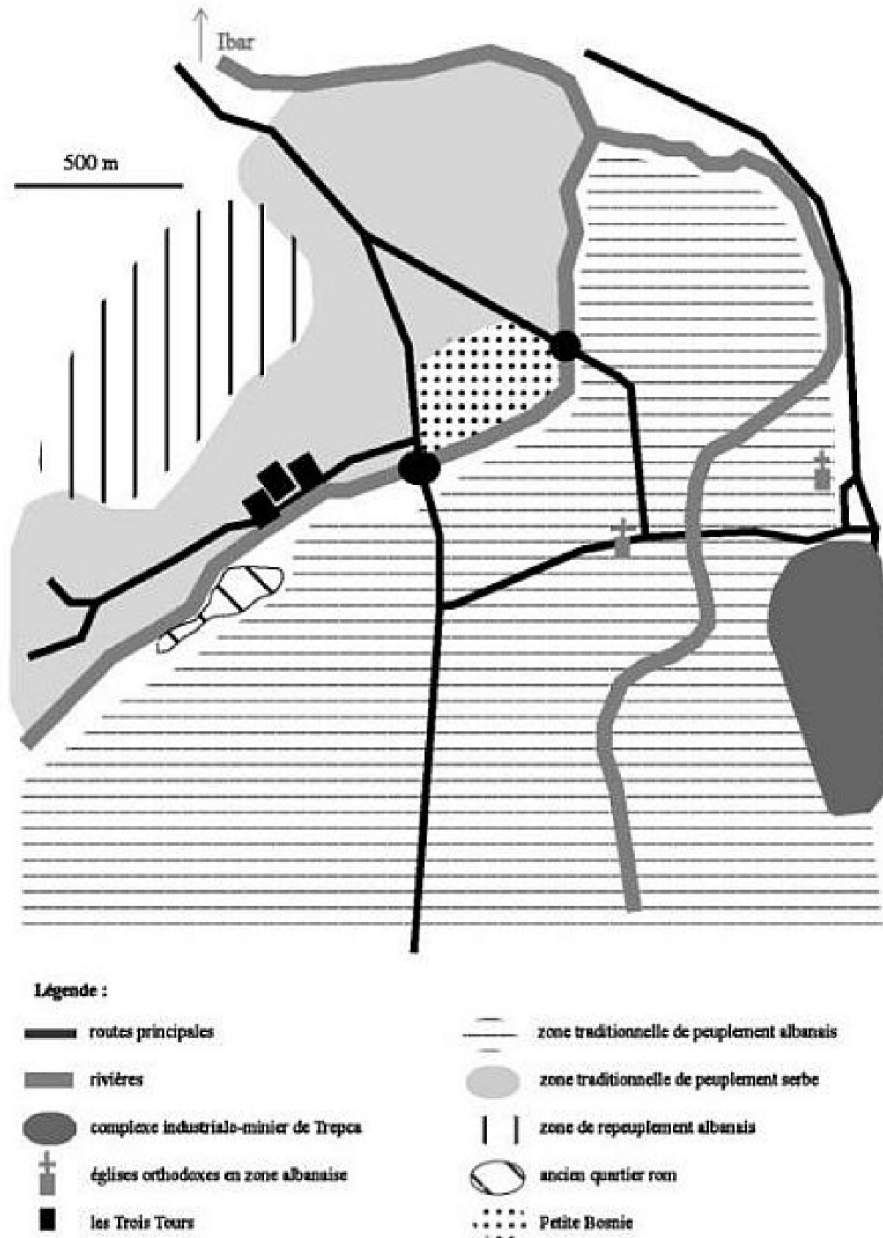 Ibar
500 m
Légende :
routes principales
rivières
complexe industrialo-minier de Trepca
églises orthodoxes en zone albanaise
les Trois Tours
zone traditionnelle de peuplement albanais
zone traditionnelle de peuplement serbe
zone de repeuplement albanais
ancien quartier rom
Petite Bosnie